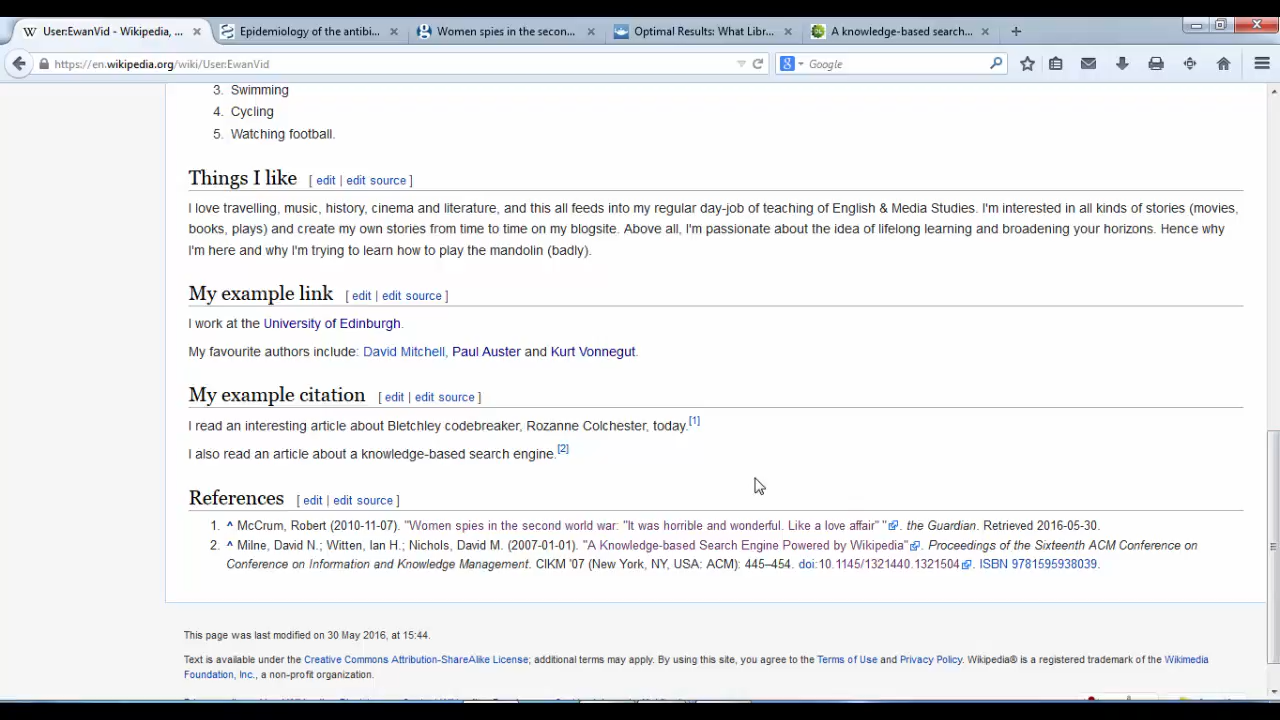 User:EwanVid - Wikipedia, ...
Epidemiology of the antibi...
Women spies in the secon...
Optimal Results: What Libr...
A knowledge-based search...
https://en.wikipedia.org/wiki/User:EwanVid
Google
3. Swimming
4. Cycling
5. Watching football.
Things I like [ edit | edit source ]
I love travelling, music, history, cinema and literature, and this all feeds into my regular day-job of teaching of English & Media Studies. I'm interested in all kinds of stories (movies,
books, plays) and create my own stories from time to time on my blogsite. Above all, I'm passionate about the idea of lifelong learning and broadening your horizons. Hence why
I'm here and why I'm trying to learn how to play the mandolin (badly).
My example link [ edit | edit source ]
I work at the University of Edinburgh.
My favourite authors include: David Mitchell, Paul Auster and Kurt Vonnegut.
My example citation [ edit | edit source ]
I read an interesting article about Bletchley codebreaker, Rozanne Colchester, today.[1]
I also read an article about a knowledge-based search engine.[2]
References [ edit | edit source ]
1. ^ McCrum, Robert (2010-11-07). "Women spies in the second world war: "It was horrible and wonderful. Like a love affair" ". the Guardian. Retrieved 2016-05-30.
2. ^ Milne, David N.; Witten, Ian H.; Nichols, David M. (2007-01-01). "A Knowledge-based Search Engine Powered by Wikipedia". Proceedings of the Sixteenth ACM Conference on
Conference on Information and Knowledge Management. CIKM '07 (New York, NY, USA: ACM): 445–454. doi:10.1145/1321440.1321504. ISBN 9781595938039.
This page was last modified on 30 May 2016, at 15:44.
Text is available under the Creative Commons Attribution-ShareAlike License; additional terms may apply. By using this site, you agree to the Terms of Use and Privacy Policy. Wikipedia® is a registered trademark of the Wikimedia
Foundation, Inc., a non-profit organization.